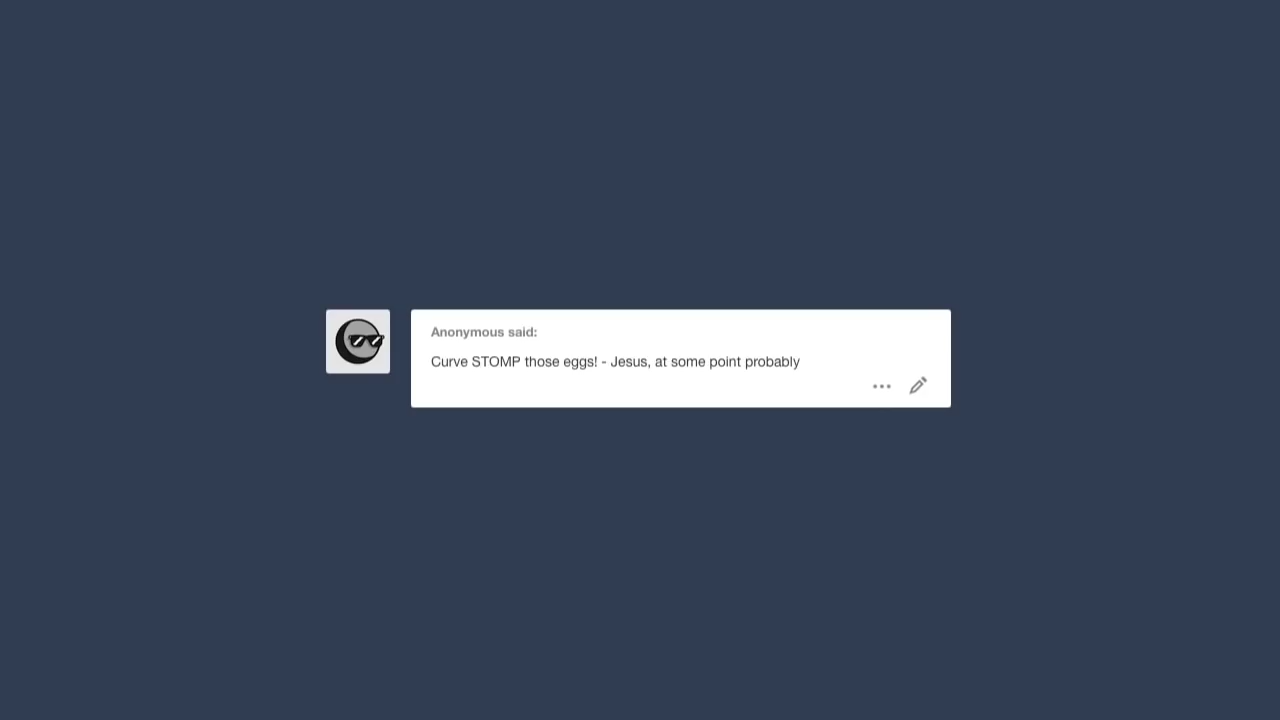 Anonymous said:
Curve STOMP those eggs! - Jesus, at some point probably